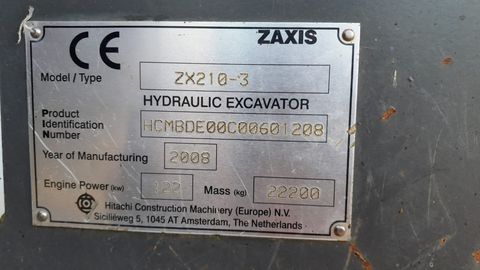 CE
ZAXIS
Model / Type ZX210-3
HYDRAULIC EXCAVATOR
Product
Identification HCMBDE00C00601208
Number
Year of Manufacturing 2008
Engine Power (kw) 122 Mass (kg) 22200
Hitachi Construction Machinery (Europe) N.V.
Siciliëweg 5, 1045 AT Amsterdam, The Netherlands